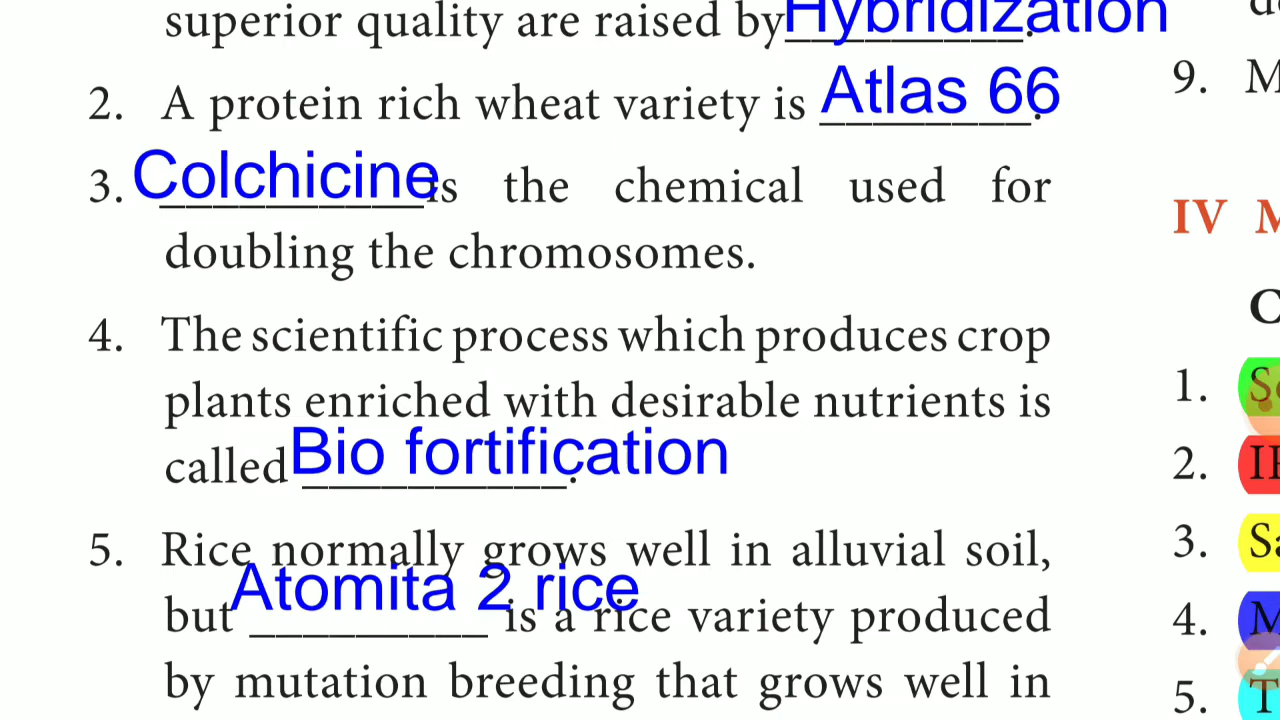 superior quality are raised by Hybridization.
2. A protein rich wheat variety is Atlas 66.
3. Colchicine is the chemical used for
doubling the chromosomes.
4. The scientific process which produces crop
plants enriched with desirable nutrients is
called Bio fortification.
5. Rice normally grows well in alluvial soil,
but Atomita 2 rice is a rice variety produced
by mutation breeding that grows well in
9.
IV
1.
2.
3.
4.
5.